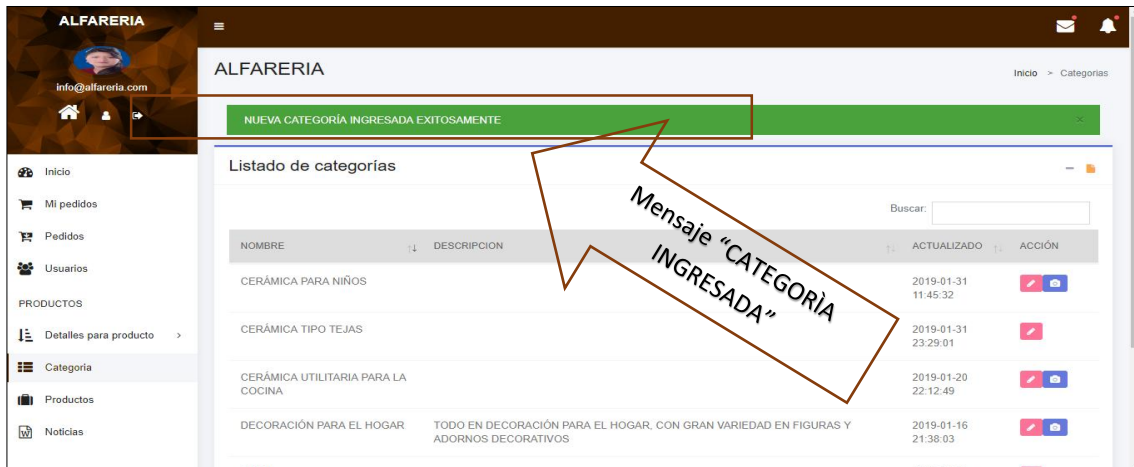 ALFARERIA
info@alfareria.com
Inicio
Mi pedidos
Pedidos
Usuarios
PRODUCTOS
Detalles para producto >
Categoria
Productos
Noticias
ALFARERIA
Inicio > Categorias
NUEVA CATEGORÍA INGRESADA EXITOSAMENTE ×
Listado de categorías
Buscar:
NOMBRE DESCRIPCION ACTUALIZADO ACCIÓN
CERÁMICA PARA NIÑOS 2019-01-31
11:45:32
CERÁMICA TIPO TEJAS 2019-01-31
23:29:01
CERÁMICA UTILITARIA PARA LA 2019-01-20
COCINA 22:12:49
DECORACIÓN PARA EL HOGAR TODO EN DECORACIÓN PARA EL HOGAR, CON GRAN VARIEDAD EN FIGURAS Y 2019-01-16
ADORNOS DECORATIVOS 21:38:03
Mensaje “CATEGORÌA
INGRESADA”